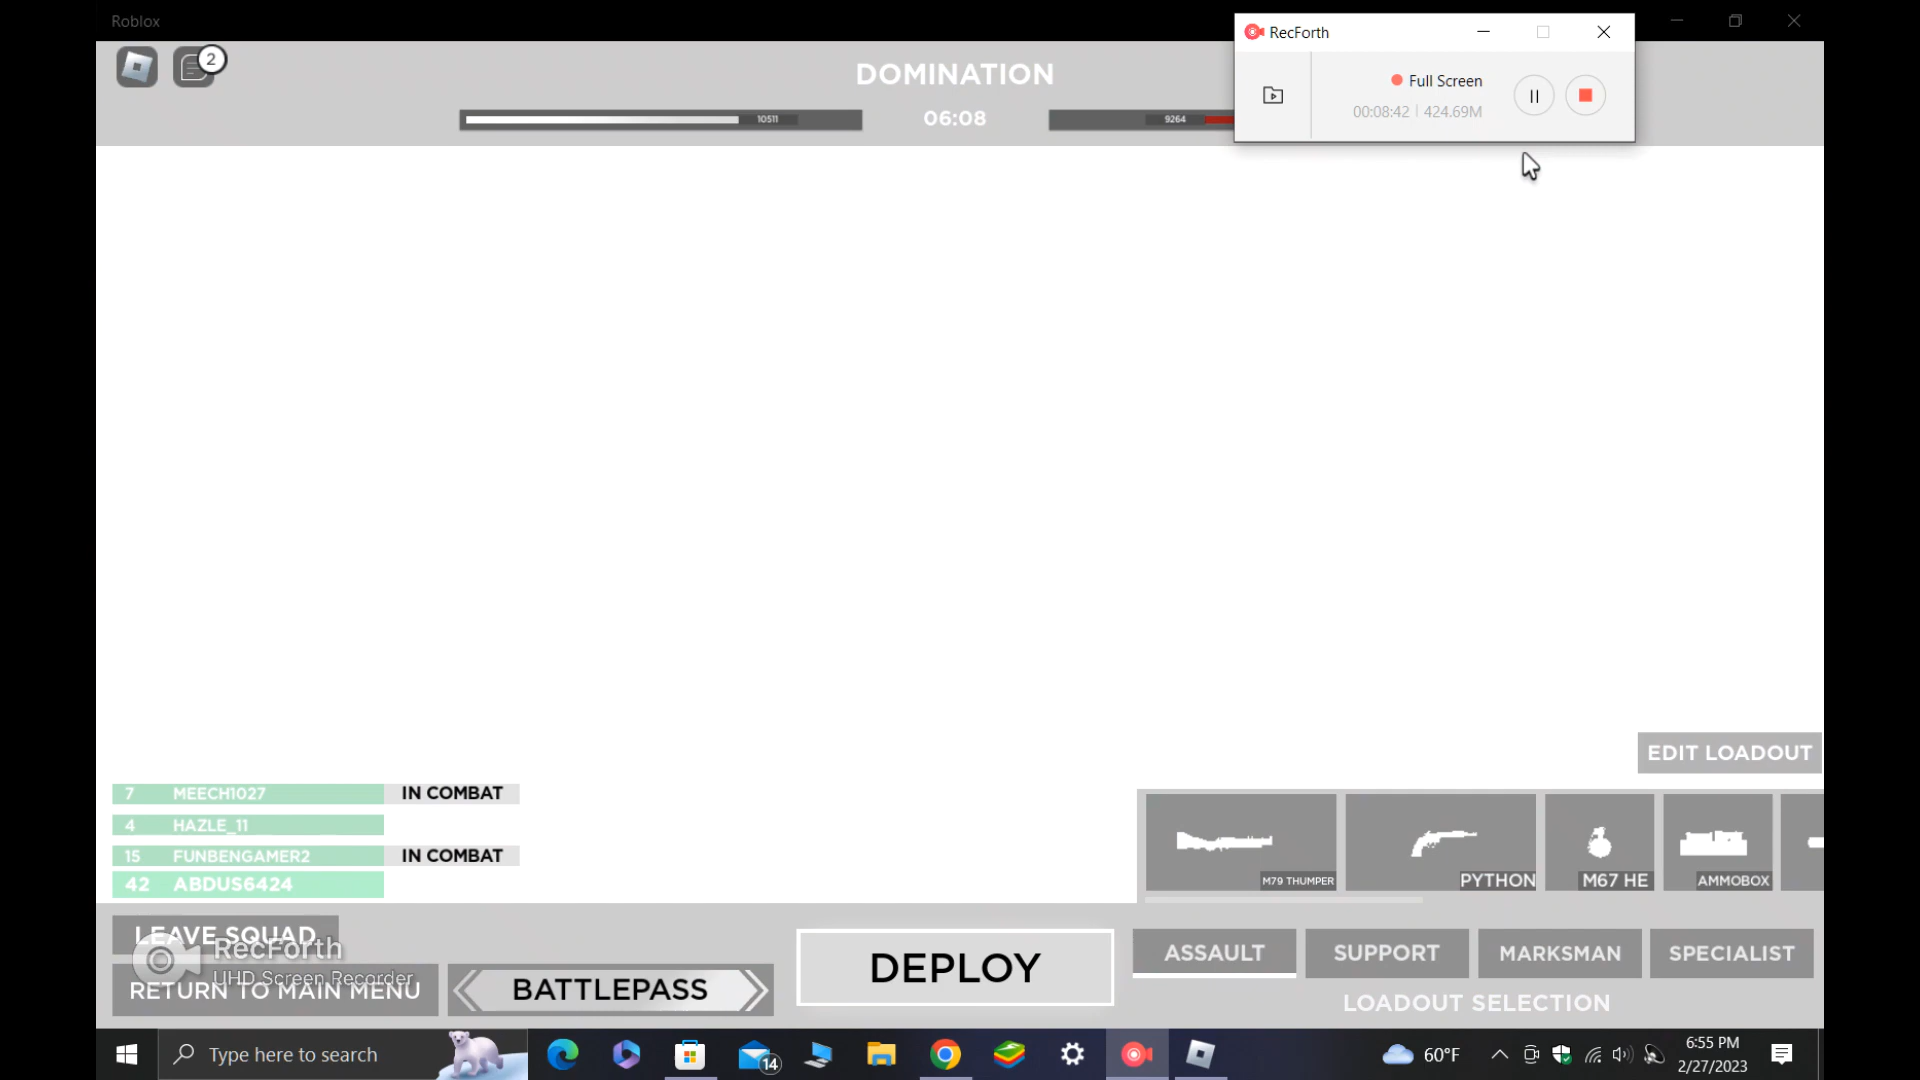 Roblox
RecForth
2
DOMINATION
Full Screen
10511
06:08
9264
00:08:42 | 424.69M
EDIT LOADOUT
7 MEECH1027 IN COMBAT
4 HAZLE_11
15 FUNBENGAMER2 IN COMBAT
42 ABDUS6424
M79 THUMPER
PYTHON
M67 HE
AMMOBOX
LEAVE SQUAD
RecForth
UHD Screen Recorder
RETURN TO MAIN MENU
BATTLEPASS
DEPLOY
ASSAULT
SUPPORT
MARKSMAN
SPECIALIST
LOADOUT SELECTION
Type here to search
14
60°F
6:55 PM
2/27/2023